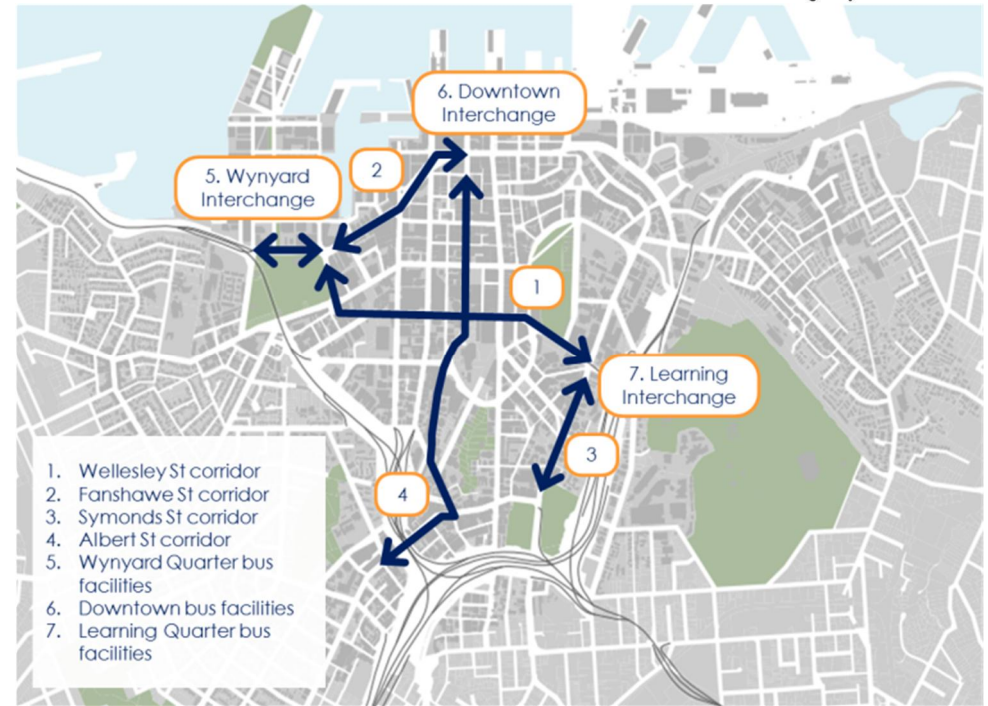 6. Downtown
Interchange
2
5. Wynyard
Interchange
1
7. Learning
Interchange
3
4
1. Wellesley St corridor
2. Fanshawe St corridor
3. Symonds St corridor
4. Albert St corridor
5. Wynyard Quarter bus
facilities
6. Downtown bus facilities
7. Learning Quarter bus
facilities